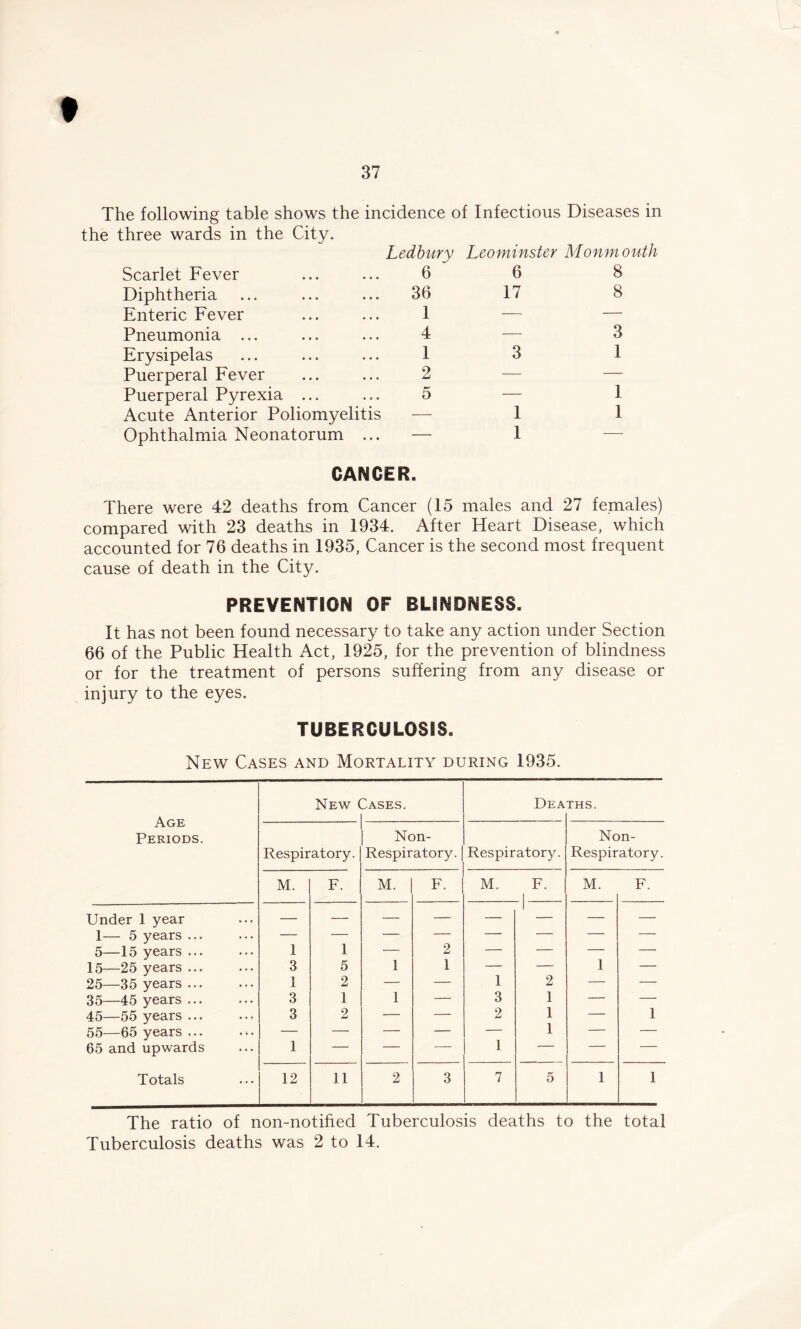 37
The following table shows the incidence of Infectious Diseases in
the three wards in the City.
Ledbury Leominster Monmouth
Scarlet Fever ... ... 6 6 8
Diphtheria ... ... ... 36 17 8
Enteric Fever ... ... 1 — —
Pneumonia ... ... ... 4 — 3
Erysipelas ... ... ... 1 3 1
Puerperal Fever ... ... 2 — —
Puerperal Pyrexia ... ... 5 — 1
Acute Anterior Poliomyelitis — 1 1
Ophthalmia Neonatorum ... — 1 —
CANCER.
There were 42 deaths from Cancer (15 males and 27 females)
compared with 23 deaths in 1934. After Heart Disease, which
accounted for 76 deaths in 1935, Cancer is the second most frequent
cause of death in the City.
PREVENTION OF BLINDNESS.
It has not been found necessary to take any action under Section
66 of the Public Health Act, 1925, for the prevention of blindness
or for the treatment of persons suffering from any disease or
injury to the eyes.
TUBERCULOSIS.
New Cases and Mortality during 1935.
New Cases. Deaths.
Age
Periods. Non- Non-
Respiratory. Respiratory. Respiratory. Respiratory.
M. F. M. F. M. F. M. F.
Under 1 year ... — — — — — — — —
1— 5 years ... ... — — — — — — — —
5—15 years ... ... 1 1 — 2 — — — —
15—25 years ... ... 3 5 1 1 — — 1 —
25—35 years ... ... 1 2 — — 1 2 — —
35—45 years ... ... 3 1 1 — 3 1 — —
45—55 years ... ... 3 2 — — 2 1 — 1
55—65 years ... ... — — — — — 1 — —
65 and upwards ... 1 — — — 1 — — —
Totals ... 12 11 2 3 7 5 1 1
The ratio of non-notified Tuberculosis deaths to the total
Tuberculosis deaths was 2 to 14.